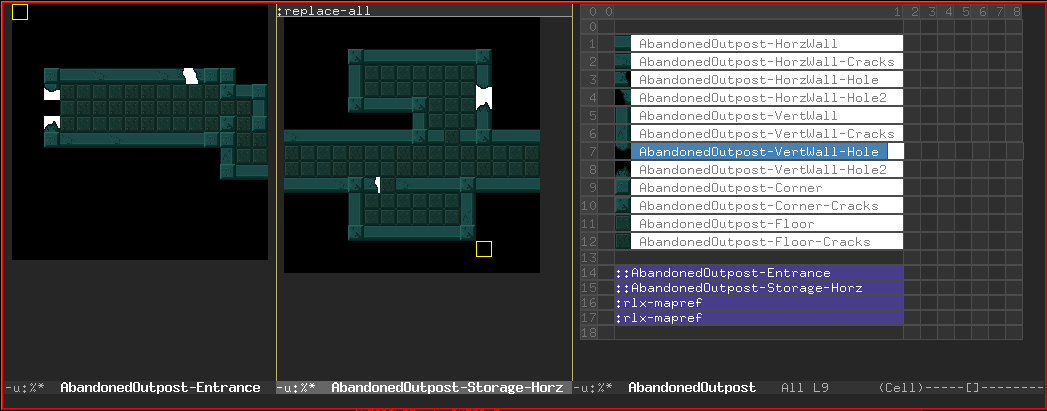 :replace-all
0 0 1 2 3 4 5 6 7 8
0
1 AbandonedOutpost-HorzWall
2 AbandonedOutpost-HorzWall-Cracks
3 AbandonedOutpost-HorzWall-Hole
4 AbandonedOutpost-HorzWall-Hole2
5 AbandonedOutpost-VertWall
6 AbandonedOutpost-VertWall-Cracks
7 AbandonedOutpost-VertWall-Hole
8 AbandonedOutpost-VertWall-Hole2
9 AbandonedOutpost-Corner
10 AbandonedOutpost-Corner-Cracks
11 AbandonedOutpost-Floor
12 AbandonedOutpost-Floor-Cracks
13
14 ::AbandonedOutpost-Entrance
15 ::AbandonedOutpost-Storage-Horz
16 :rlx-mapref
17 :rlx-mapref
18
-u:%* AbandonedOutpost-Entrance
-u:%* AbandonedOutpost-Storage-Horz
-u:%* AbandonedOutpost All L9 (Cell)-----[]--------